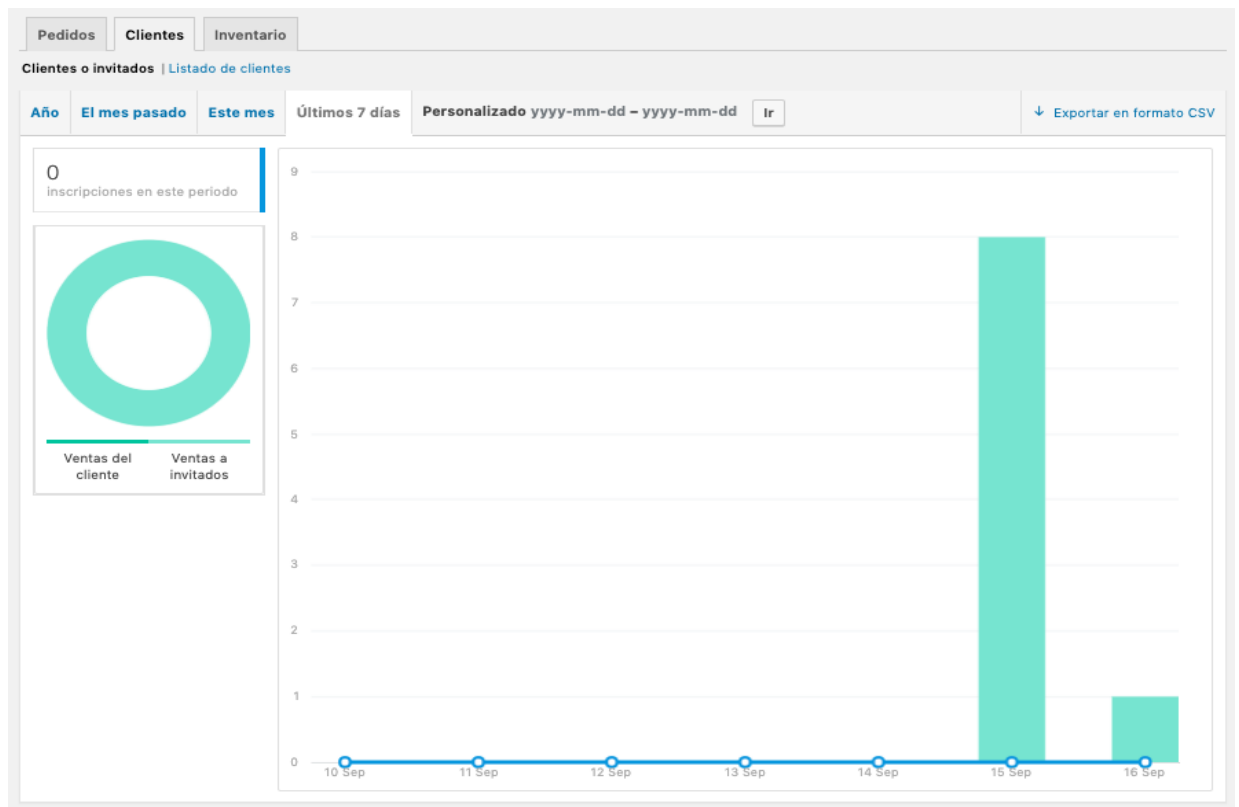 Pedidos Clientes Inventario
Clientes o invitados | Listado de clientes
Año El mes pasado Este mes Últimos 7 días Personalizado yyyy-mm-dd – yyyy-mm-dd Ir ↓ Exportar en formato CSV
0
inscripciones en este periodo
Ventas del cliente
Ventas a invitados
9
8
7
6
5
4
3
2
1
0
10 Sep 11 Sep 12 Sep 13 Sep 14 Sep 15 Sep 16 Sep